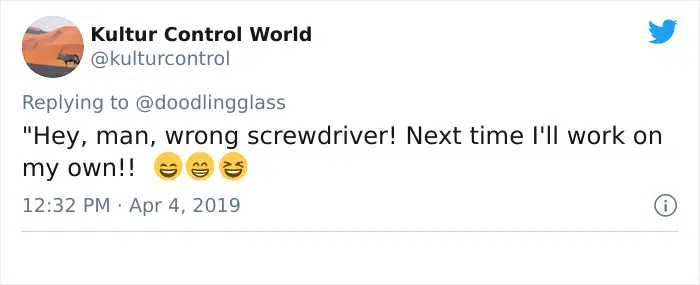 Kultur Control World
@kulturcontrol
Replying to @doodlingglass
"Hey, man, wrong screwdriver! Next time I'll work on
my own!! 😄😁😆
12:32 PM · Apr 4, 2019